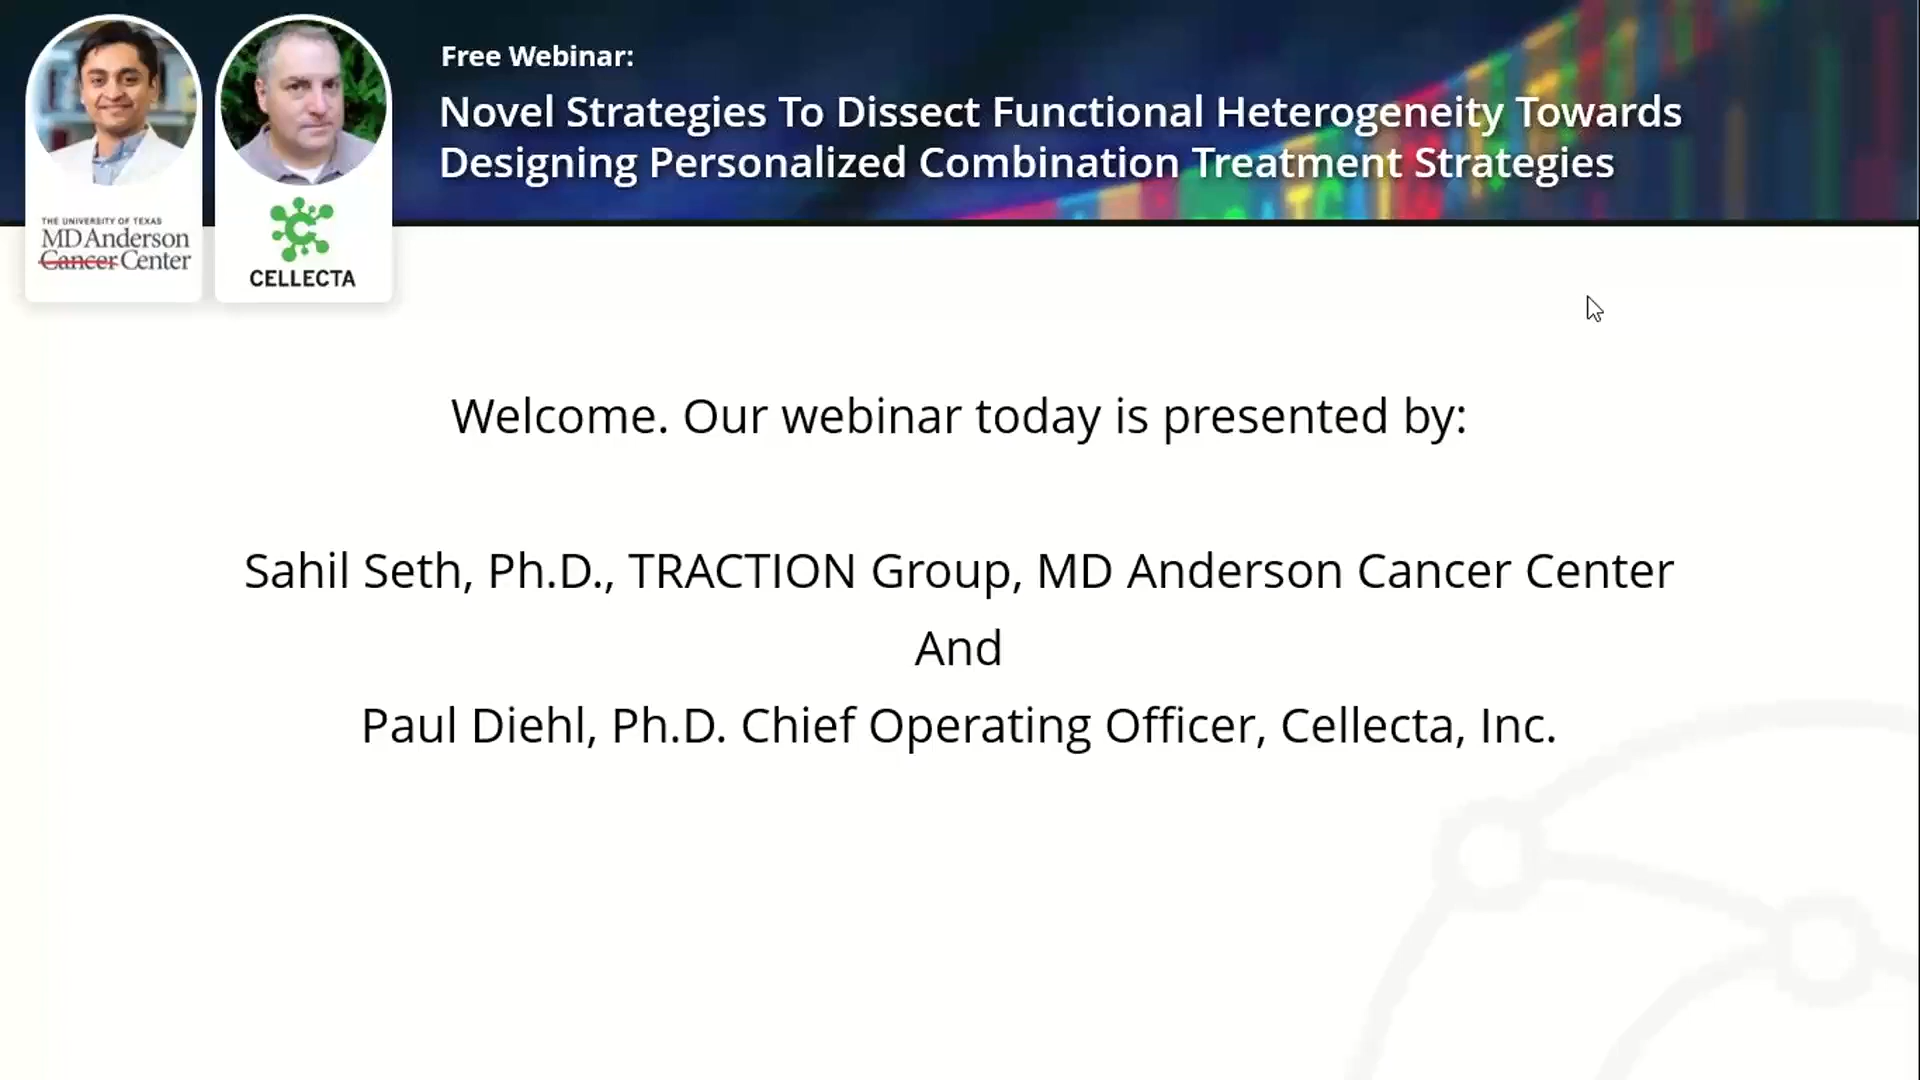 Free Webinar:
Novel Strategies To Dissect Functional Heterogeneity Towards
Designing Personalized Combination Treatment Strategies
THE UNIVERSITY OF TEXAS
MD Anderson
Cancer Center
CELLECTA
Welcome. Our webinar today is presented by:
Sahil Seth, Ph.D., TRACTION Group, MD Anderson Cancer Center
And
Paul Diehl, Ph.D. Chief Operating Officer, Cellecta, Inc.